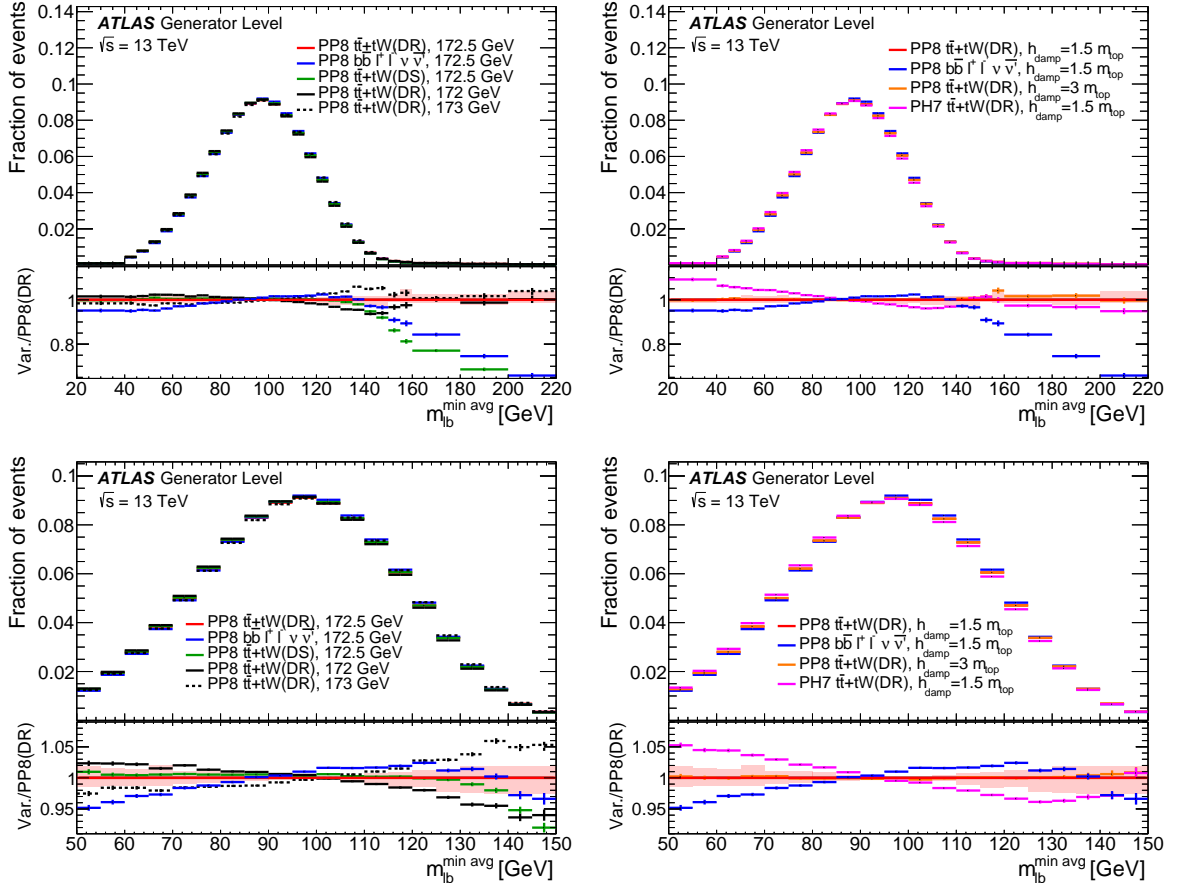 ATLAS Generator Level
√s = 13 TeV
PP8 tt̄+tW(DR), 172.5 GeV
PP8 bb̄ l⁺ l⁻ ν ν̄', 172.5 GeV
PP8 tt̄+tW(DS), 172.5 GeV
PP8 tt̄+tW(DR), 172 GeV
PP8 tt̄+tW(DR), 173 GeV
Fraction of events
0.14
0.12
0.1
0.08
0.06
0.04
0.02
Var./PP8(DR)
1
0.8
20 40 60 80 100 120 140 160 180 200 220
m_lb^min avg [GeV]
ATLAS Generator Level
√s = 13 TeV
PP8 tt̄+tW(DR), h_damp=1.5 m_top
PP8 bb̄ l⁺ l⁻ ν ν̄', h_damp=1.5 m_top
PP8 tt̄+tW(DR), h_damp=3 m_top
PH7 tt̄+tW(DR), h_damp=1.5 m_top
Fraction of events
0.14
0.12
0.1
0.08
0.06
0.04
0.02
Var./PP8(DR)
1
0.8
20 40 60 80 100 120 140 160 180 200 220
m_lb^min avg [GeV]
ATLAS Generator Level
√s = 13 TeV
PP8 tt̄+tW(DR), 172.5 GeV
PP8 bb̄ l⁺ l⁻ ν ν̄', 172.5 GeV
PP8 tt̄+tW(DS), 172.5 GeV
PP8 tt̄+tW(DR), 172 GeV
PP8 tt̄+tW(DR), 173 GeV
Fraction of events
0.1
0.08
0.06
0.04
0.02
Var./PP8(DR)
1.05
1
0.95
50 60 70 80 90 100 110 120 130 140 150
m_lb^min avg [GeV]
ATLAS Generator Level
√s = 13 TeV
PP8 tt̄+tW(DR), h_damp=1.5 m_top
PP8 bb̄ l⁺ l⁻ ν ν̄', h_damp=1.5 m_top
PP8 tt̄+tW(DR), h_damp=3 m_top
PH7 tt̄+tW(DR), h_damp=1.5 m_top
Fraction of events
0.1
0.08
0.06
0.04
0.02
Var./PP8(DR)
1.05
1
0.95
50 60 70 80 90 100 110 120 130 140 150
m_lb^min avg [GeV]